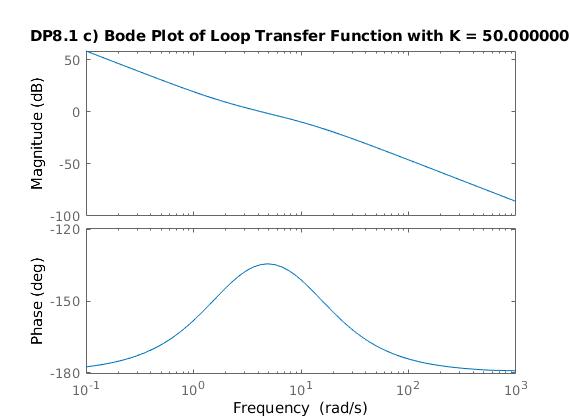 DP8.1 c) Bode Plot of Loop Transfer Function with K = 50.000000
50
0
-50
-100
Magnitude (dB)
-120
-150
-180
Phase (deg)
10^-1 10^0 10^1 10^2 10^3
Frequency (rad/s)